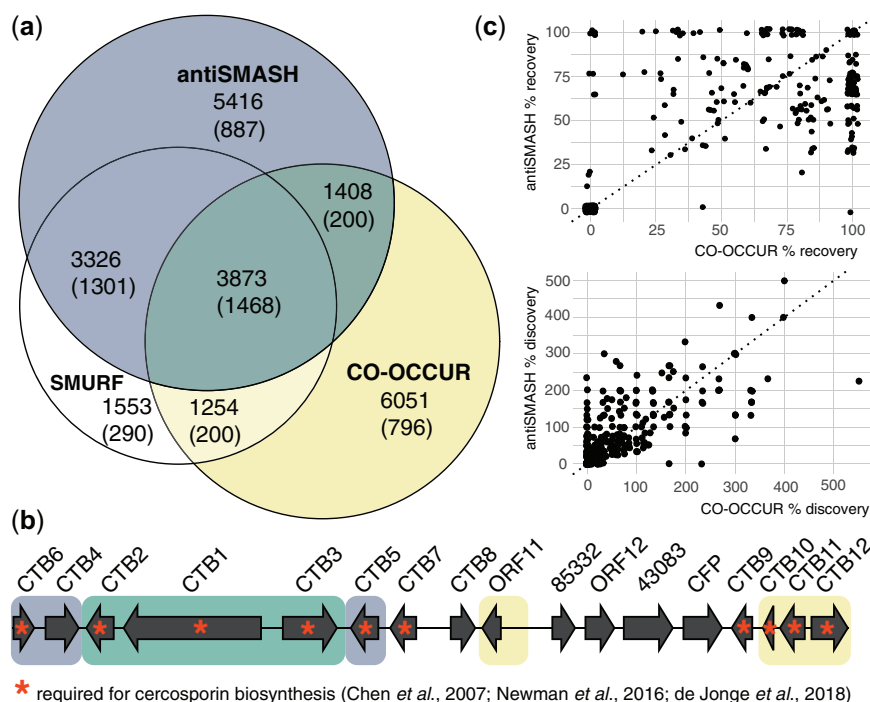 (a)
antiSMASH
5416
(887)
1408
(200)
3326
(1301)
3873
(1468)
SMURF
1553
(290)
1254
(200)
CO-OCCUR
6051
(796)
(c)
antiSMASH % recovery
100
75
50
25
0
0 25 50 75 100
CO-OCCUR % recovery
antiSMASH % discovery
500
400
300
200
100
0
0 100 200 300 400 500
CO-OCCUR % discovery
(b)
CTB6 CTB4 CTB2 CTB1 CTB3 CTB5 CTB7 CTB8 ORF11 85332 ORF12 43083 CFP CTB9 CTB10 CTB11 CTB12
* required for cercosporin biosynthesis (Chen et al., 2007; Newman et al., 2016; de Jonge et al., 2018)